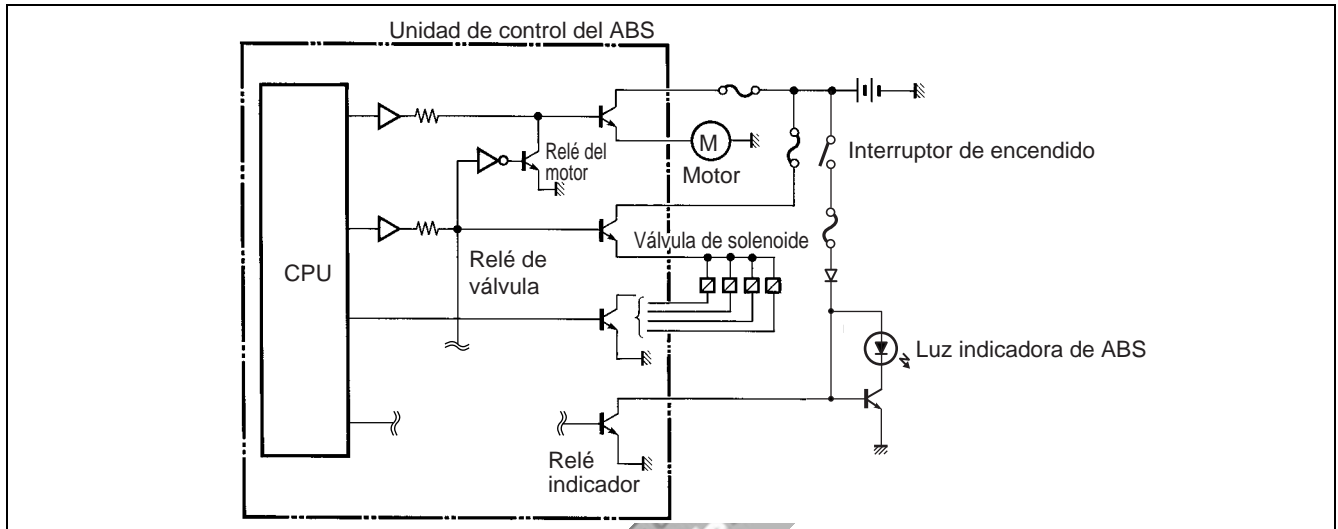 Unidad de control del ABS
CPU
Relé del
motor
M
Motor
Interruptor de encendido
Relé de
válvula
Válvula de solenoide
Luz indicadora de ABS
Relé
indicador